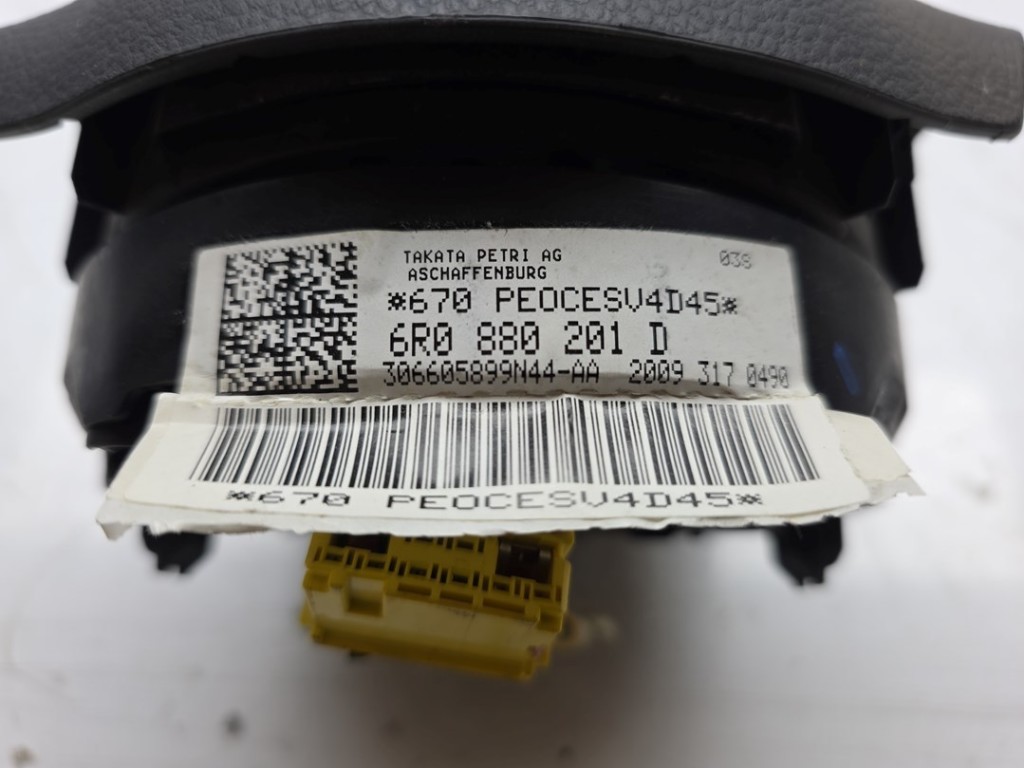 TAKATA PETRI AG
038
ASCHAFFENBURG
*670 PEOCESV4D45*
6R0 880 201 D
306605899N44-AA 2009 317 0490
*670 PEOCESV4D45*